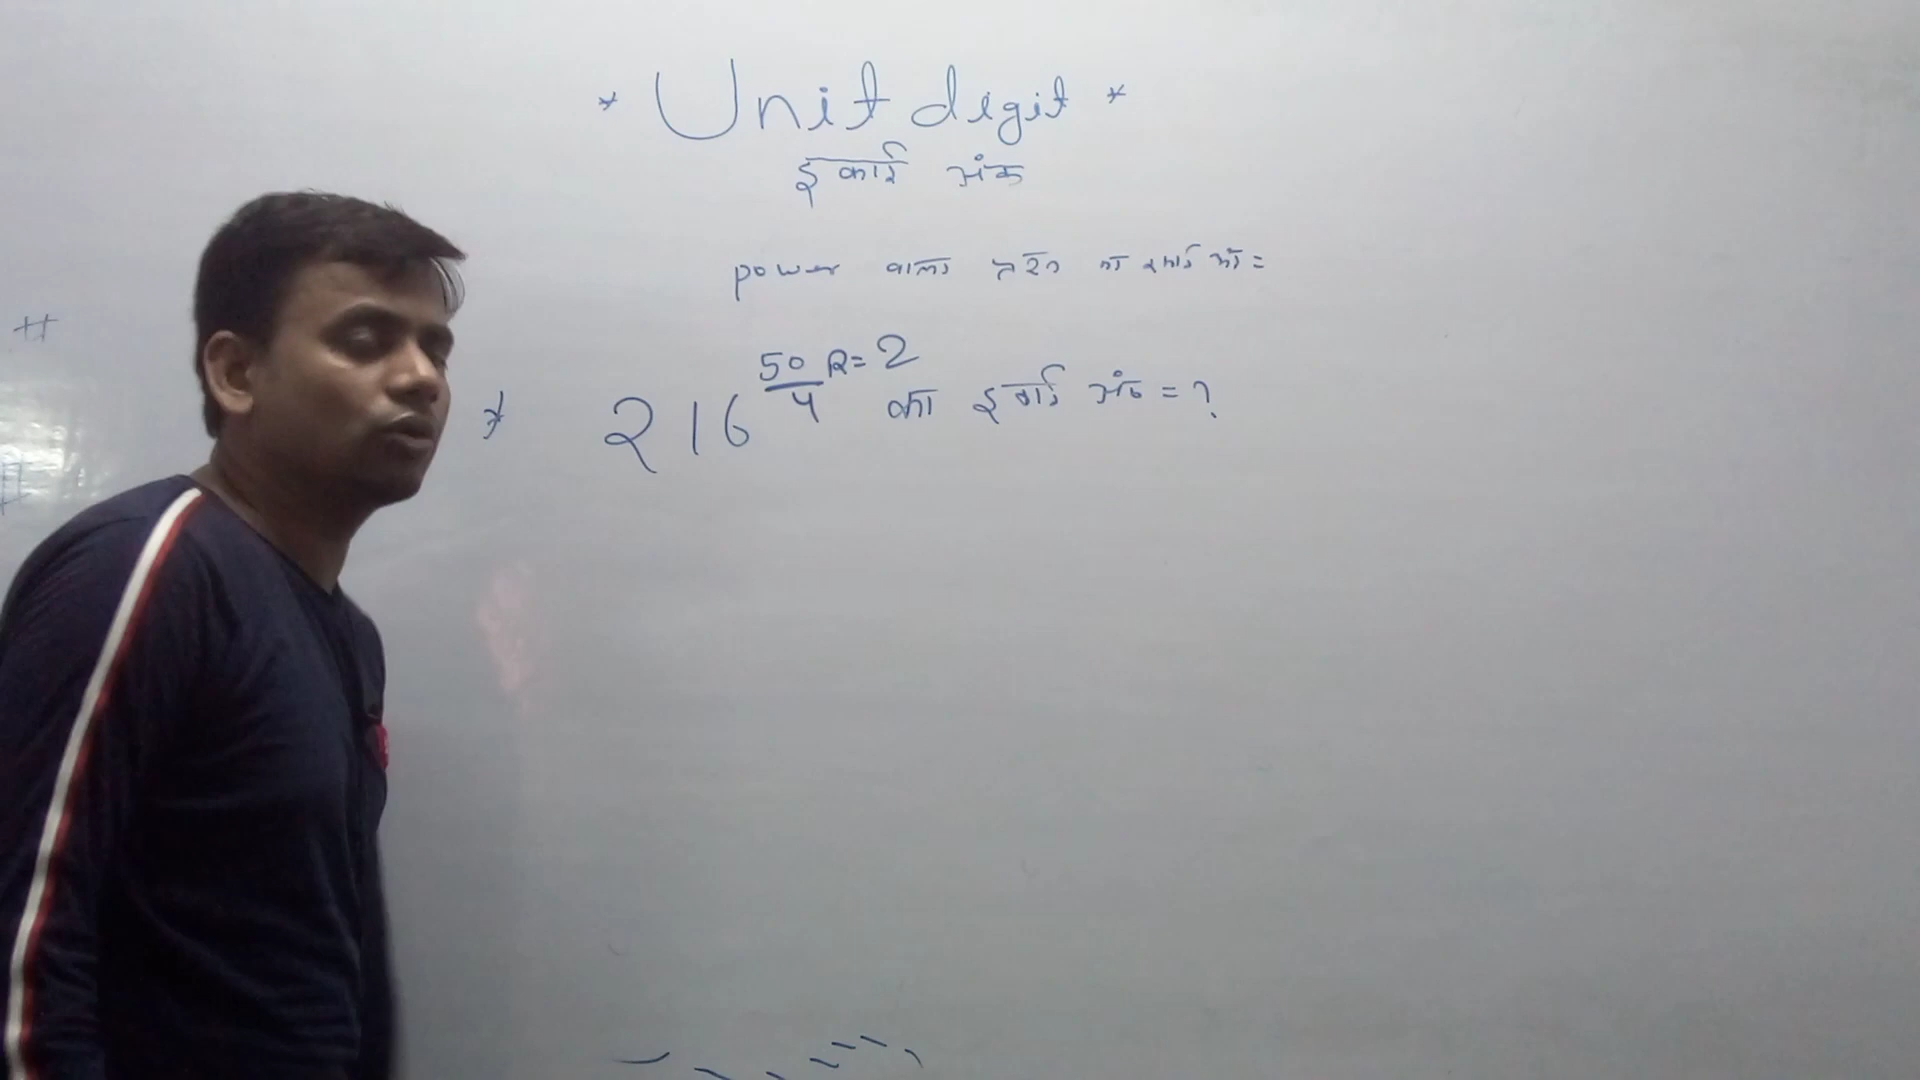 * Unit digit *
इकाई अंक
power वाला प्रश्न का इकाई अं =
#
* 216 50/4 R=2 का इकाई अंक = ?